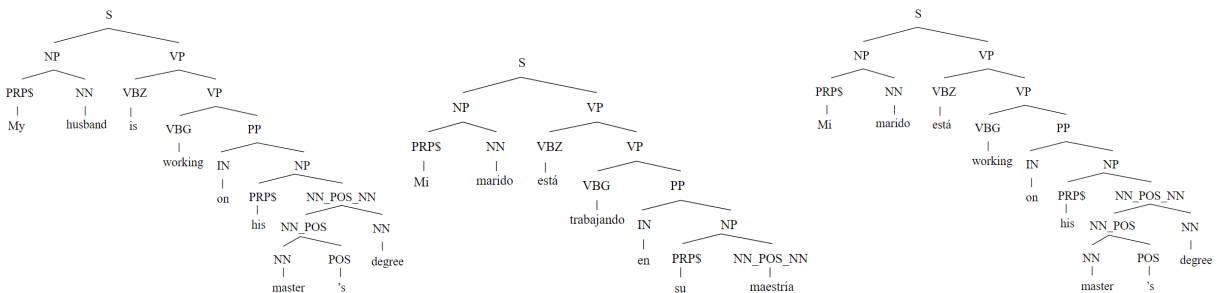 S
NP VP
PRP$ NN VBZ VP
My husband is
VBG PP
working
IN NP
on
PRP$ NN_POS_NN
his
NN_POS NN
degree
NN POS
master 's
S
NP VP
PRP$ NN VBZ VP
Mi marido está
VBG PP
trabajando
IN NP
en
PRP$ NN_POS_NN
su maestría
S
NP VP
PRP$ NN VBZ VP
Mi marido está
VBG PP
working
IN NP
on
PRP$ NN_POS_NN
his
NN_POS NN
degree
NN POS
master 's